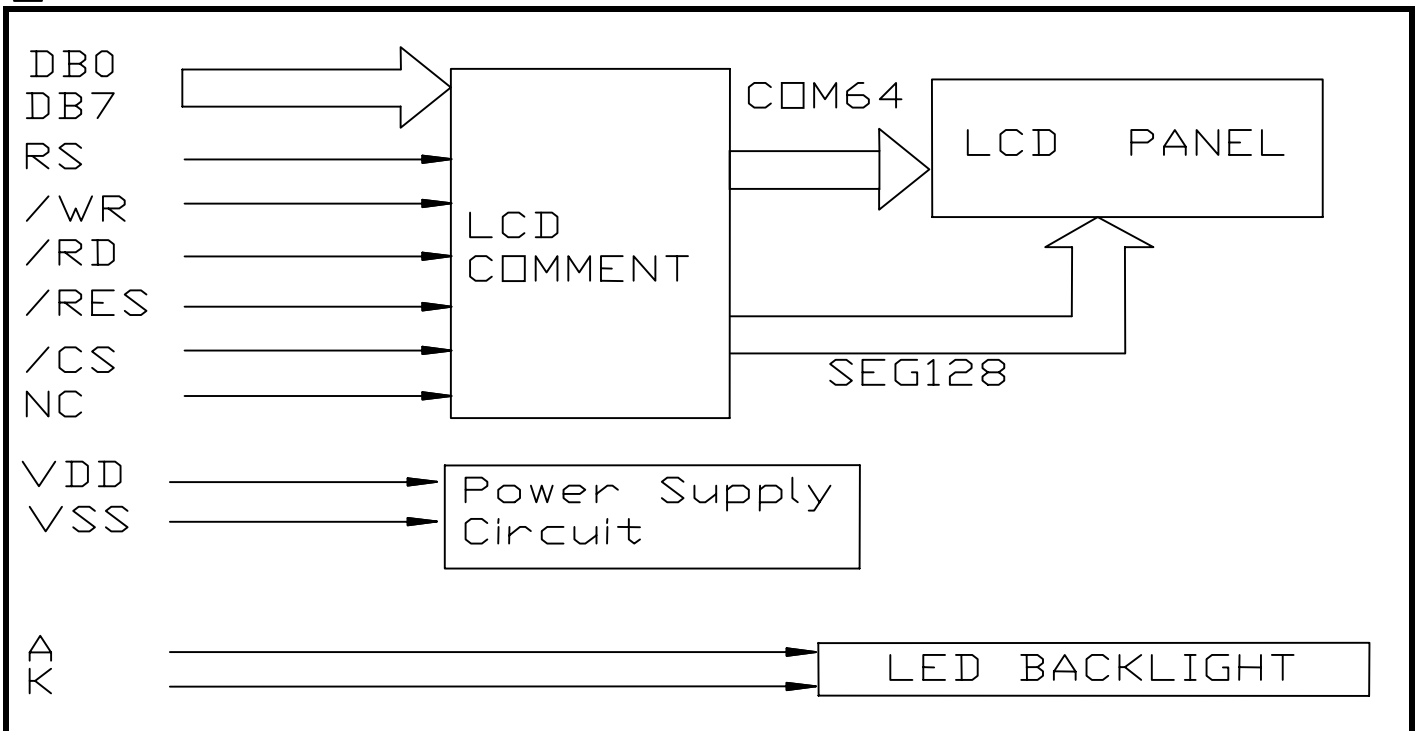 DB0
DB7
RS
/WR
/RD
/RES
/CS
NC
LCD
COMMENT
COM64
LCD PANEL
SEG128
VDD
VSS
Power Supply
Circuit
A
K
LED BACKLIGHT